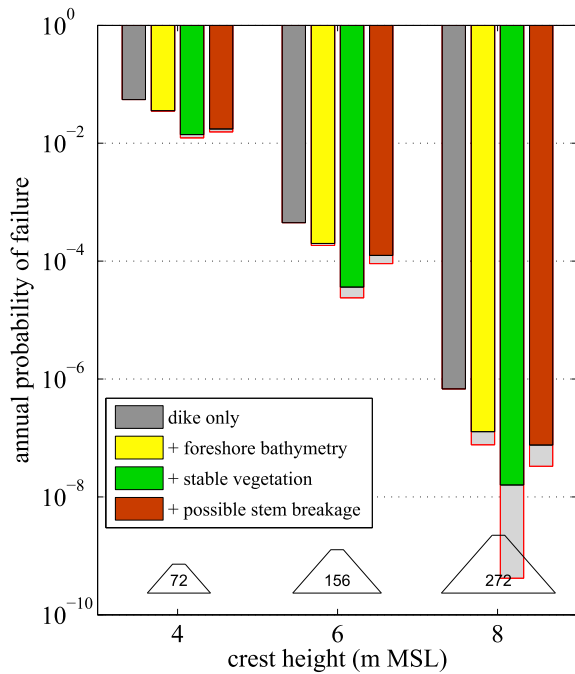 10^0
10^-2
10^-4
10^-6
10^-8
10^-10
annual probability of failure
dike only
+ foreshore bathymetry
+ stable vegetation
+ possible stem breakage
72
156
272
4
6
8
crest height (m MSL)